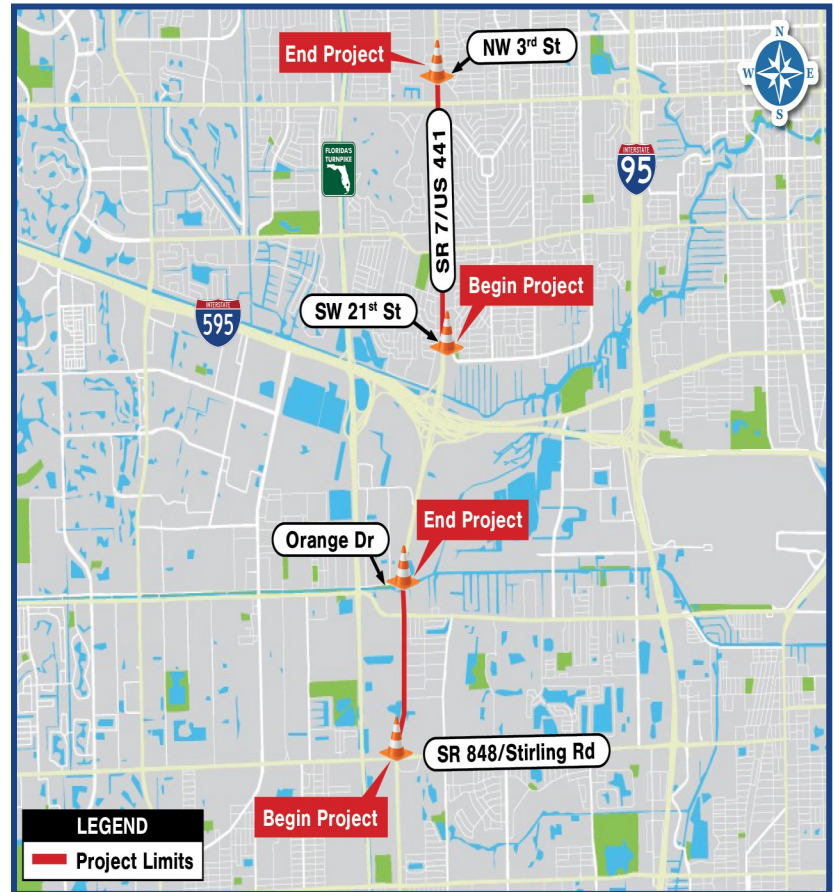 End Project
NW 3rd St
N
W E
S
FLORIDA'S
TURNPIKE
SR 7/US 441
INTERSTATE
95
Begin Project
SW 21st St
INTERSTATE
595
End Project
Orange Dr
SR 848/Stirling Rd
Begin Project
LEGEND
Project Limits